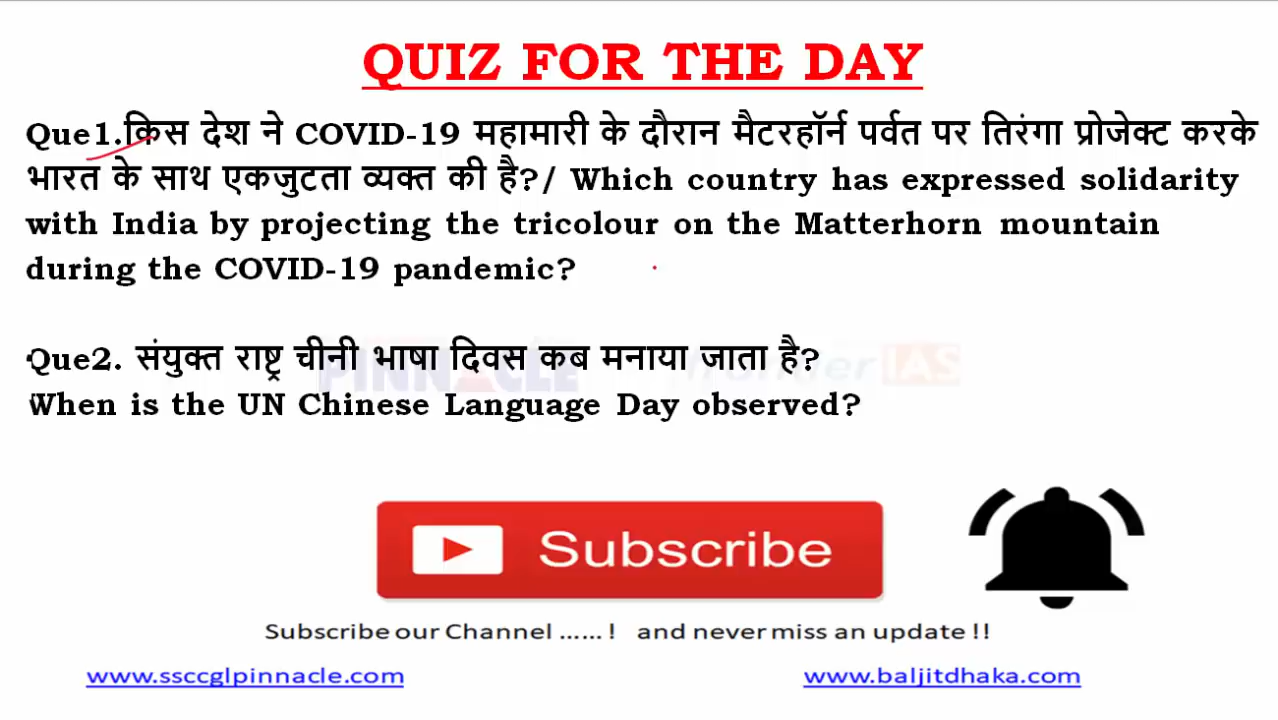 QUIZ FOR THE DAY
Que1.किस देश ने COVID-19 महामारी के दौरान मैटरहॉर्न पर्वत पर तिरंगा प्रोजेक्ट करके
भारत के साथ एकजुटता व्यक्त की है?/ Which country has expressed solidarity
with India by projecting the tricolour on the Matterhorn mountain
during the COVID-19 pandemic?
Que2. संयुक्त राष्ट्र चीनी भाषा दिवस कब मनाया जाता है?
PINNACLE IAS
When is the UN Chinese Language Day observed?
Subscribe
Subscribe our Channel ...... ! and never miss an update !!
www.ssccglpinnacle.com www.baljitdhaka.com